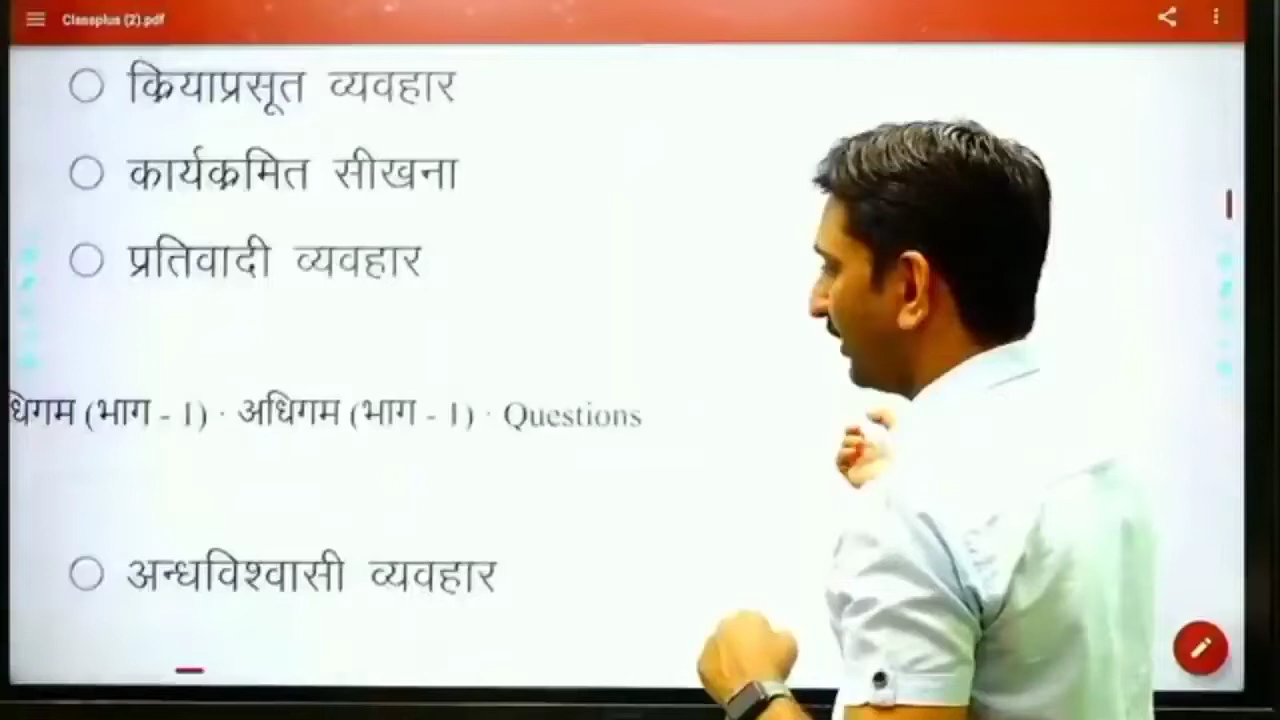 Classplus (2).pdf
क्रियाप्रसूत व्यवहार
कार्यक्रमित सीखना
प्रतिवादी व्यवहार
धिगम (भाग - 1) · अधिगम (भाग - 1) · Questions
अन्धविश्वासी व्यवहार